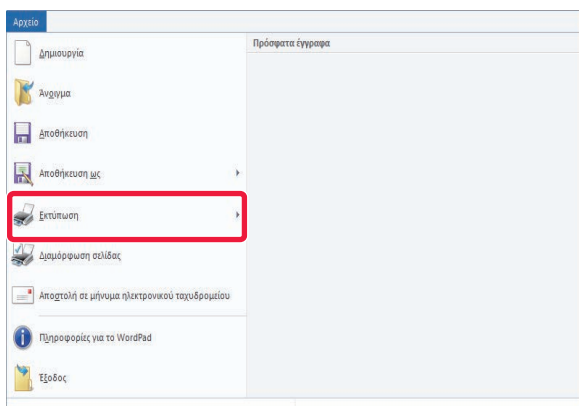 Αρχείο
Πρόσφατα έγγραφα
Δημιουργία
Άνοιγμα
Αποθήκευση
Αποθήκευση ως
Εκτύπωση
Διαμόρφωση σελίδας
Αποστολή σε μήνυμα ηλεκτρονικού ταχυδρομείου
Πληροφορίες για το WordPad
Έξοδος